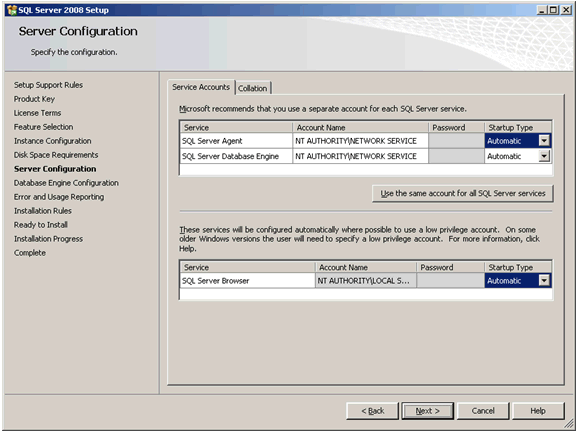 SQL Server 2008 Setup
Server Configuration
Specify the configuration.
Setup Support Rules
Product Key
License Terms
Feature Selection
Instance Configuration
Disk Space Requirements
Server Configuration
Database Engine Configuration
Error and Usage Reporting
Installation Rules
Ready to Install
Installation Progress
Complete
Service Accounts Collation
Microsoft recommends that you use a separate account for each SQL Server service.
Service Account Name Password Startup Type
SQL Server Agent NT AUTHORITY\NETWORK SERVICE Automatic
SQL Server Database Engine NT AUTHORITY\NETWORK SERVICE Automatic
Use the same account for all SQL Server services
These services will be configured automatically where possible to use a low privilege account. On some
older Windows versions the user will need to specify a low privilege account. For more information, click
Help.
Service Account Name Password Startup Type
SQL Server Browser NT AUTHORITY\LOCAL S... Automatic
< Back Next > Cancel Help